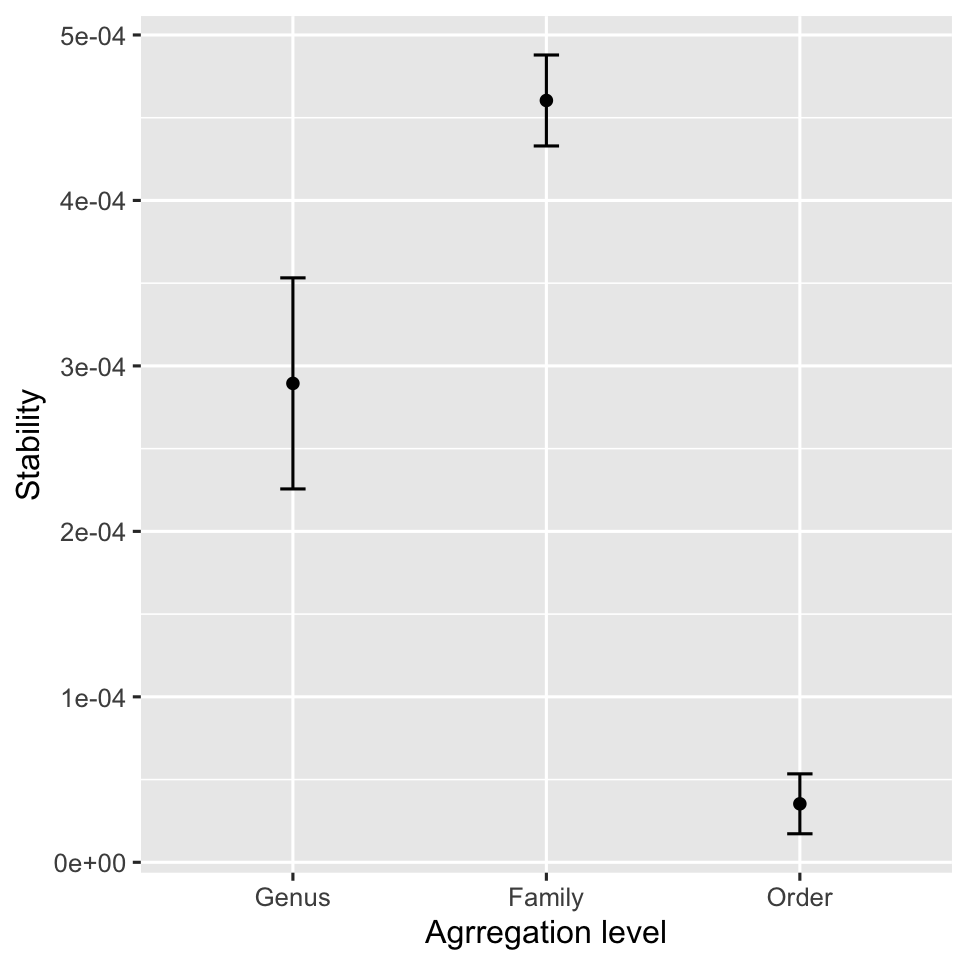 5e-04
4e-04
3e-04
2e-04
1e-04
0e+00
Stability
Genus Family Order
Agrregation level